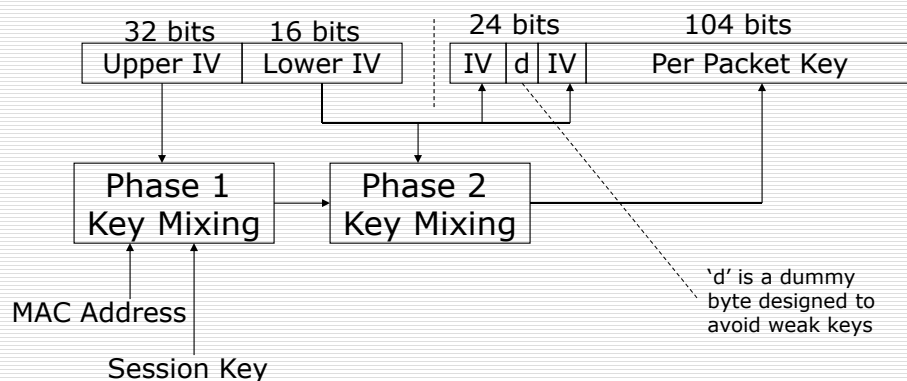 32 bits 16 bits 24 bits 104 bits
Upper IV Lower IV IV d IV Per Packet Key
Phase 1 Phase 2
Key Mixing Key Mixing
‘d’ is a dummy
byte designed to
avoid weak keys
MAC Address
Session Key